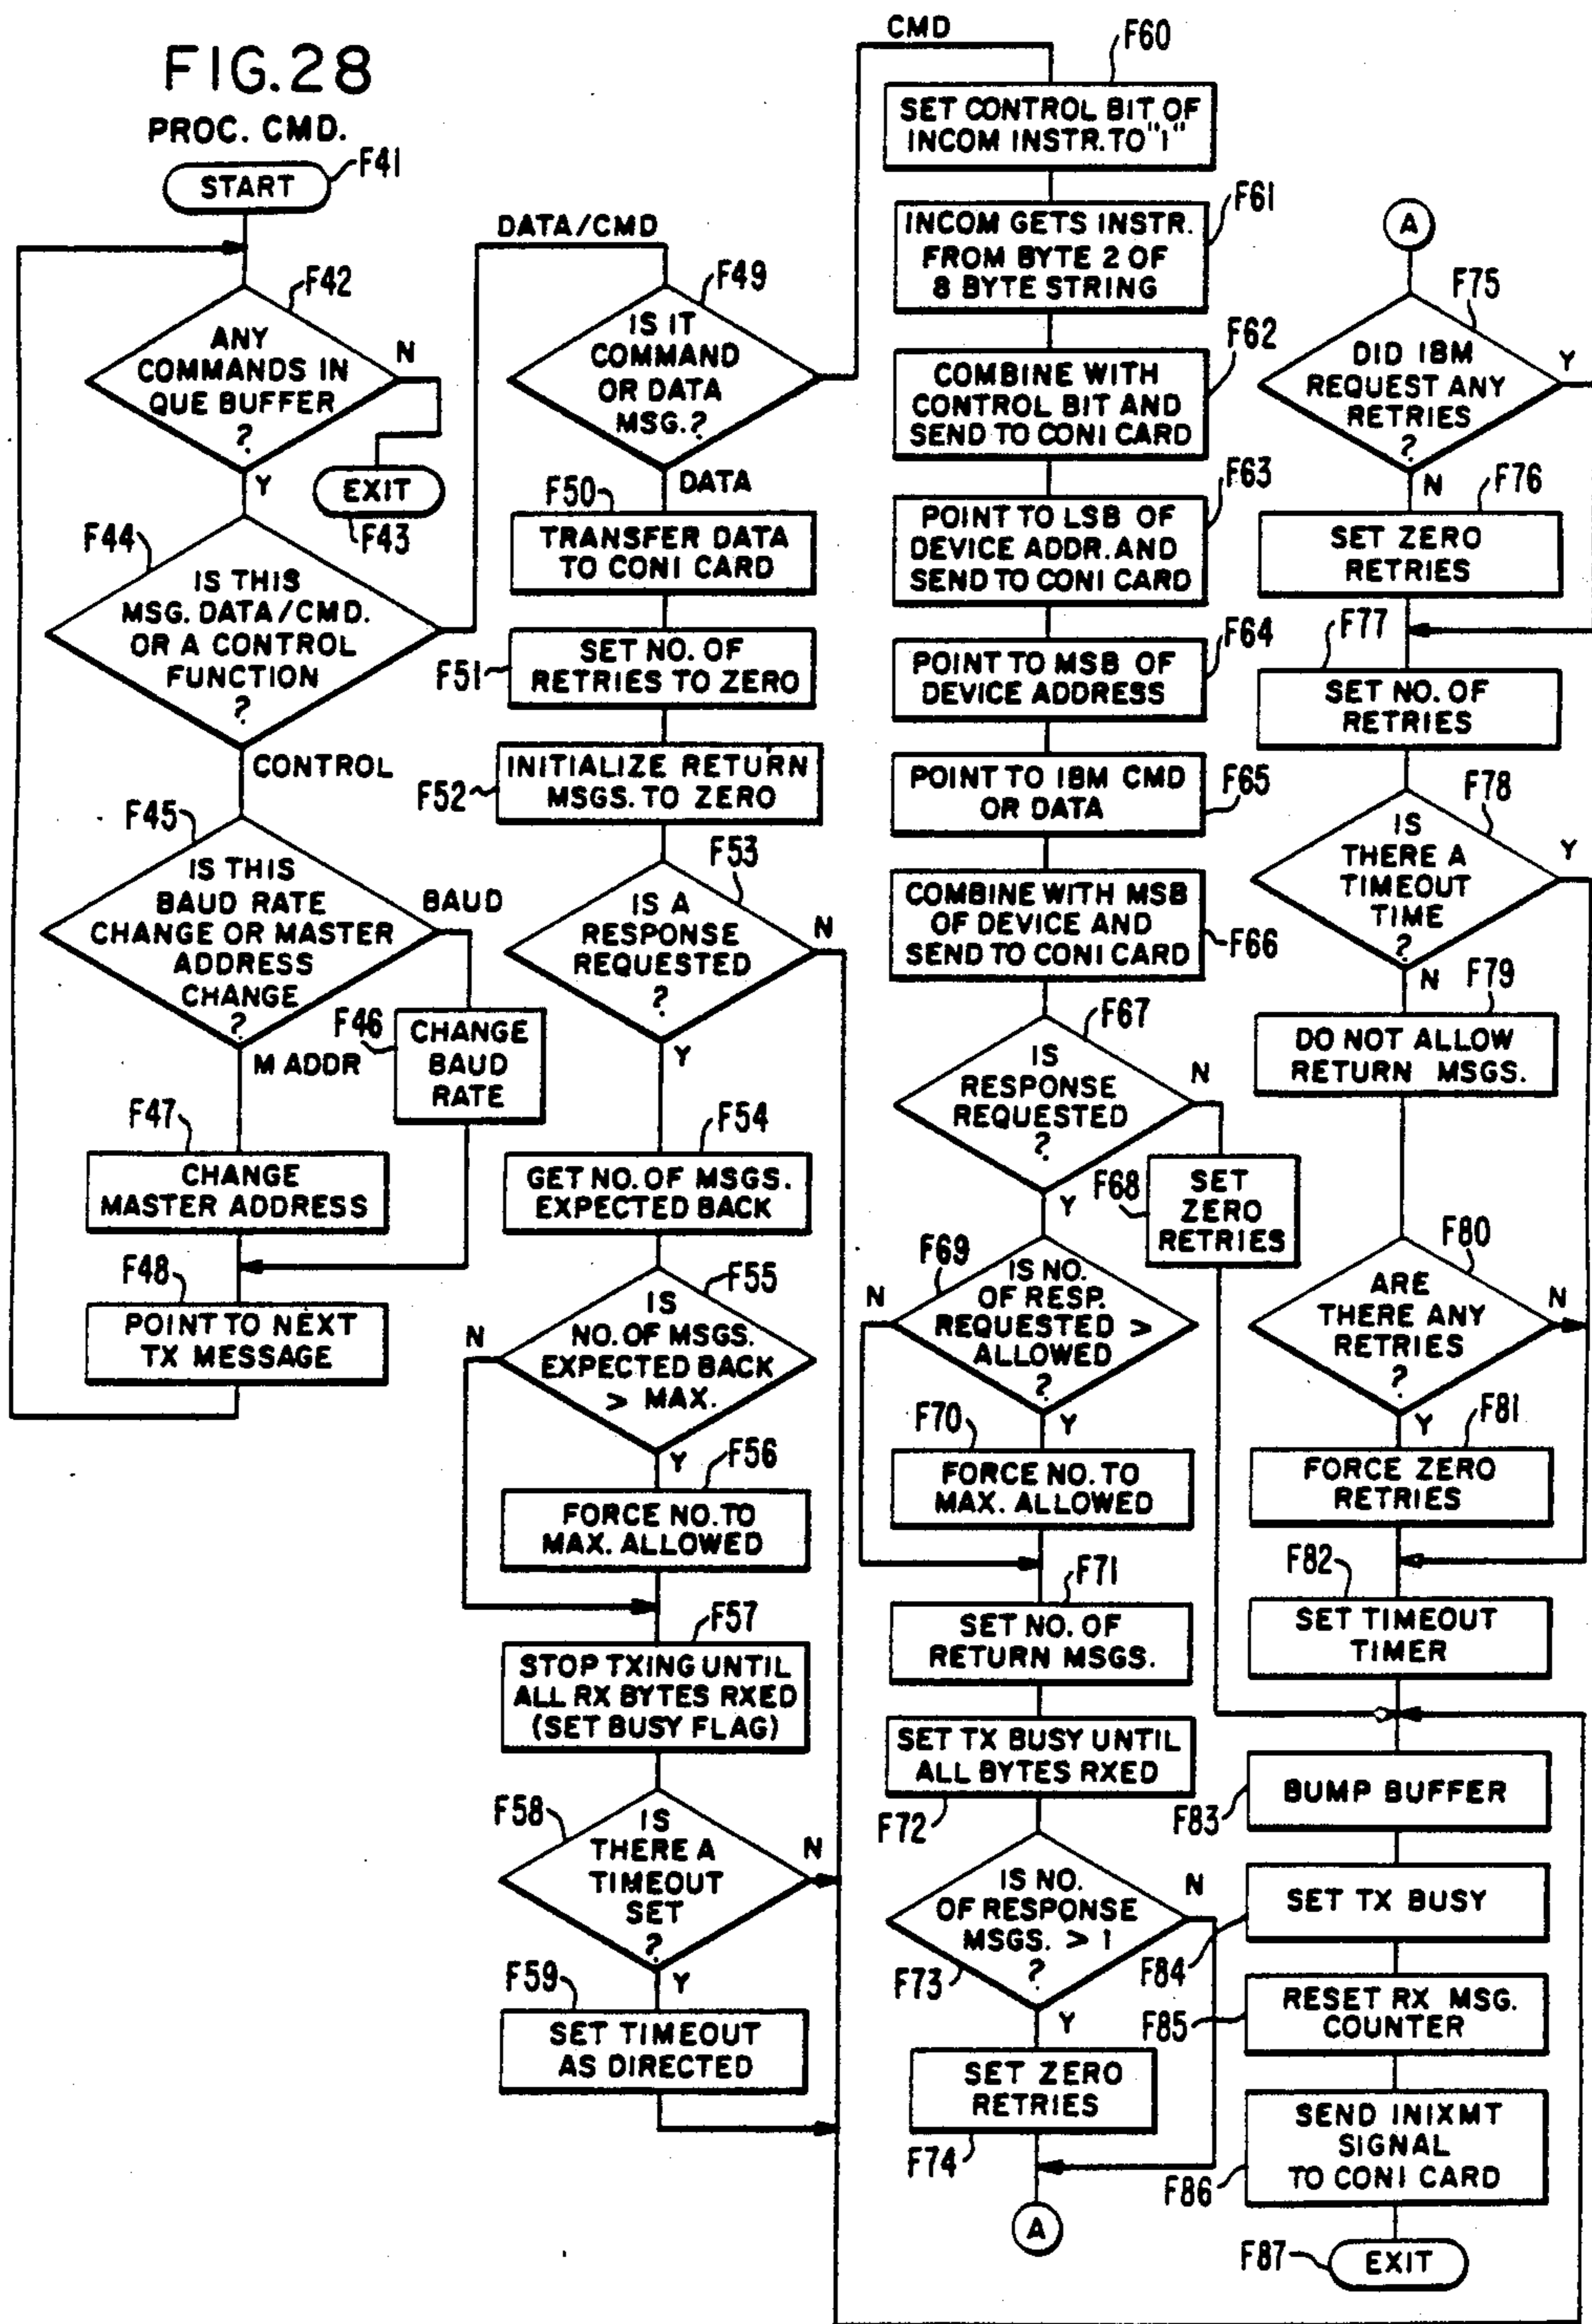 FIG.28
PROC. CMD.
START
F41
F42
ANY
COMMANDS IN
QUE BUFFER
?
N
Y
EXIT
F43
F44
IS THIS
MSG. DATA/CMD.
OR A CONTROL
FUNCTION
?
CONTROL
F45
IS THIS
BAUD RATE
CHANGE OR MASTER
ADDRESS
CHANGE
?
BAUD
M ADDR
F46
CHANGE
BAUD
RATE
F47
CHANGE
MASTER ADDRESS
F48
POINT TO NEXT
TX MESSAGE
DATA/CMD
F49
IS IT
COMMAND
OR DATA
MSG.?
DATA
F50
TRANSFER DATA
TO CONI CARD
F51
SET NO. OF
RETRIES TO ZERO
F52
INITIALIZE RETURN
MSGS. TO ZERO
F53
IS A
RESPONSE
REQUESTED
?
N
Y
F54
GET NO. OF MSGS.
EXPECTED BACK
F55
IS
NO. OF MSGS.
EXPECTED BACK
> MAX.
N
Y
F56
FORCE NO. TO
MAX. ALLOWED
F57
STOP TXING UNTIL
ALL RX BYTES RXED
(SET BUSY FLAG)
F58
IS
THERE A
TIMEOUT
SET
?
N
Y
F59
SET TIMEOUT
AS DIRECTED
CMD
F60
SET CONTROL BIT OF
INCOM INSTR. TO "1"
F61
INCOM GETS INSTR.
FROM BYTE 2 OF
8 BYTE STRING
F62
COMBINE WITH
CONTROL BIT AND
SEND TO CONI CARD
F63
POINT TO LSB OF
DEVICE ADDR. AND
SEND TO CONI CARD
F64
POINT TO MSB OF
DEVICE ADDRESS
F65
POINT TO IBM CMD
OR DATA
F66
COMBINE WITH MSB
OF DEVICE AND
SEND TO CONI CARD
F67
IS
RESPONSE
REQUESTED
?
N
Y
F68
SET
ZERO
RETRIES
F69
IS NO.
OF RESP.
REQUESTED >
ALLOWED
?
N
Y
F70
FORCE NO. TO
MAX. ALLOWED
F71
SET NO. OF
RETURN MSGS.
F72
SET TX BUSY UNTIL
ALL BYTES RXED
F73
IS NO.
OF RESPONSE
MSGS. > 1
?
N
Y
F74
SET ZERO
RETRIES
A
A
F75
DID IBM
REQUEST ANY
RETRIES
?
Y
N
F76
SET ZERO
RETRIES
F77
SET NO. OF
RETRIES
F78
IS
THERE A
TIMEOUT
TIME
?
Y
N
F79
DO NOT ALLOW
RETURN MSGS.
F80
ARE
THERE ANY
RETRIES
?
N
Y
F81
FORCE ZERO
RETRIES
F82
SET TIMEOUT
TIMER
F83
BUMP BUFFER
F84
SET TX BUSY
F85
RESET RX MSG.
COUNTER
F86
SEND INIXMT
SIGNAL
TO CONI CARD
F87
EXIT